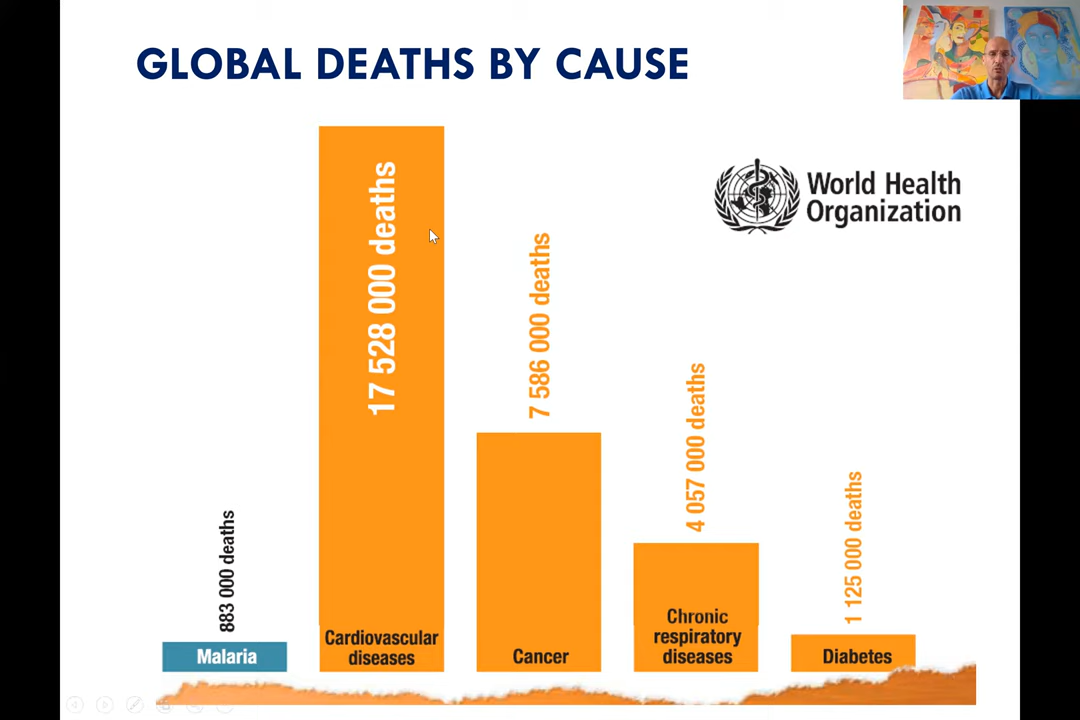 GLOBAL DEATHS BY CAUSE
World Health
Organization
883 000 deaths
Malaria
17 528 000 deaths
Cardiovascular
diseases
7 586 000 deaths
Cancer
4 057 000 deaths
Chronic
respiratory
diseases
1 125 000 deaths
Diabetes